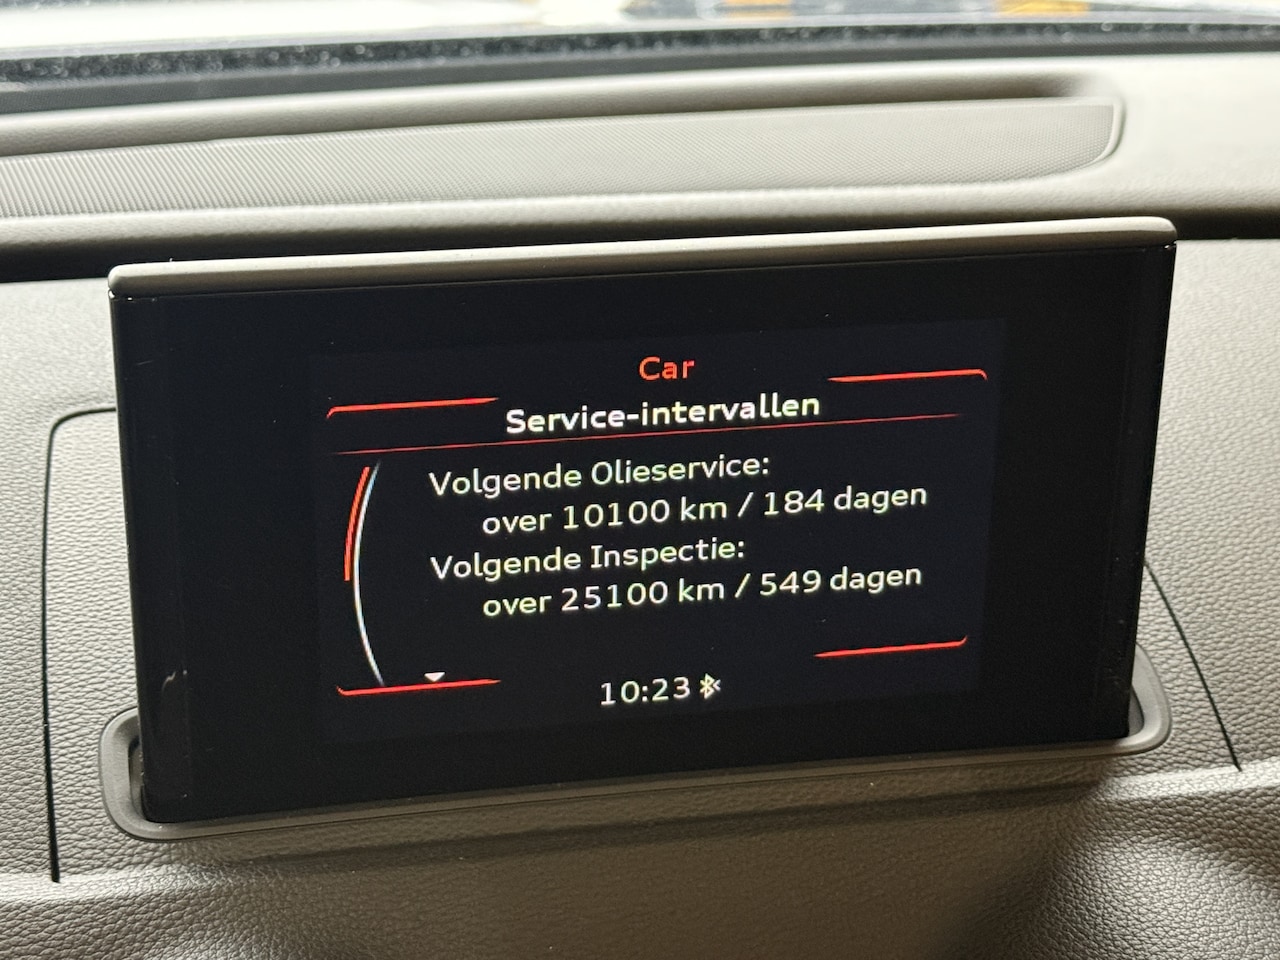 Car
Service-intervallen
Volgende Olieservice:
over 10100 km / 184 dagen
Volgende Inspectie:
over 25100 km / 549 dagen
10:23